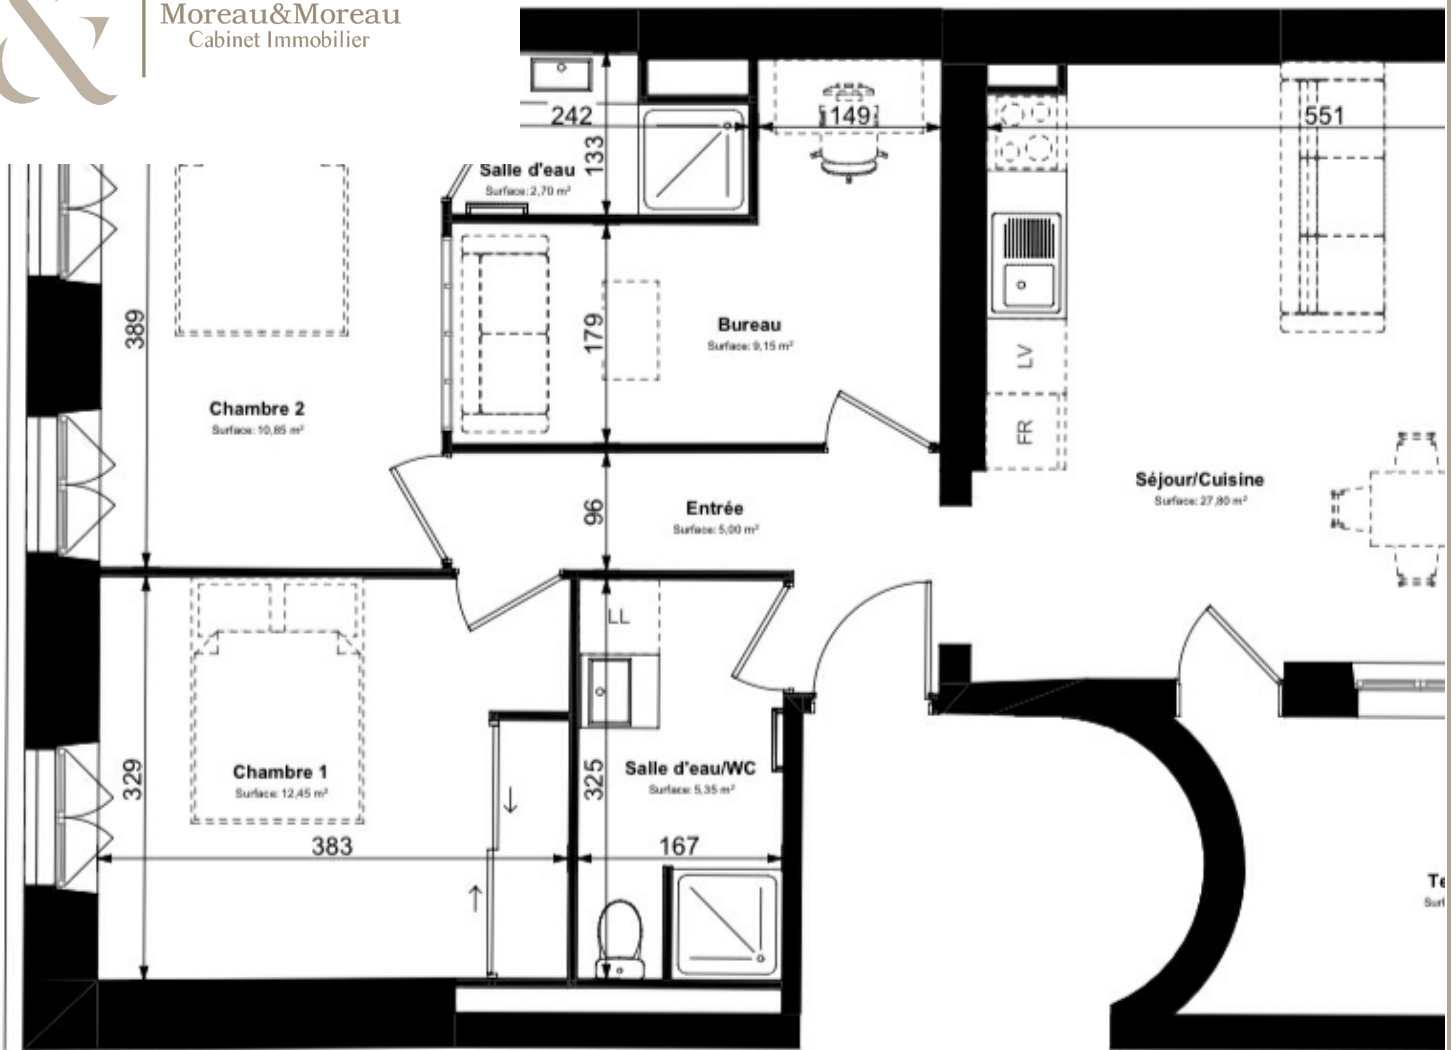 &
Moreau&Moreau
Cabinet Immobilier
242
133
149
551
Salle d'eau
Surface: 2,70 m²
389
179
Bureau
Surface: 9,15 m²
LV
FR
Chambre 2
Surface: 10,85 m²
Séjour/Cuisine
Surface: 27,80 m²
96
Entrée
Surface: 5,00 m²
LL
329
Chambre 1
Surface: 12,45 m²
325
Salle d'eau/WC
Surface: 5,35 m²
383
167
Te
Surf